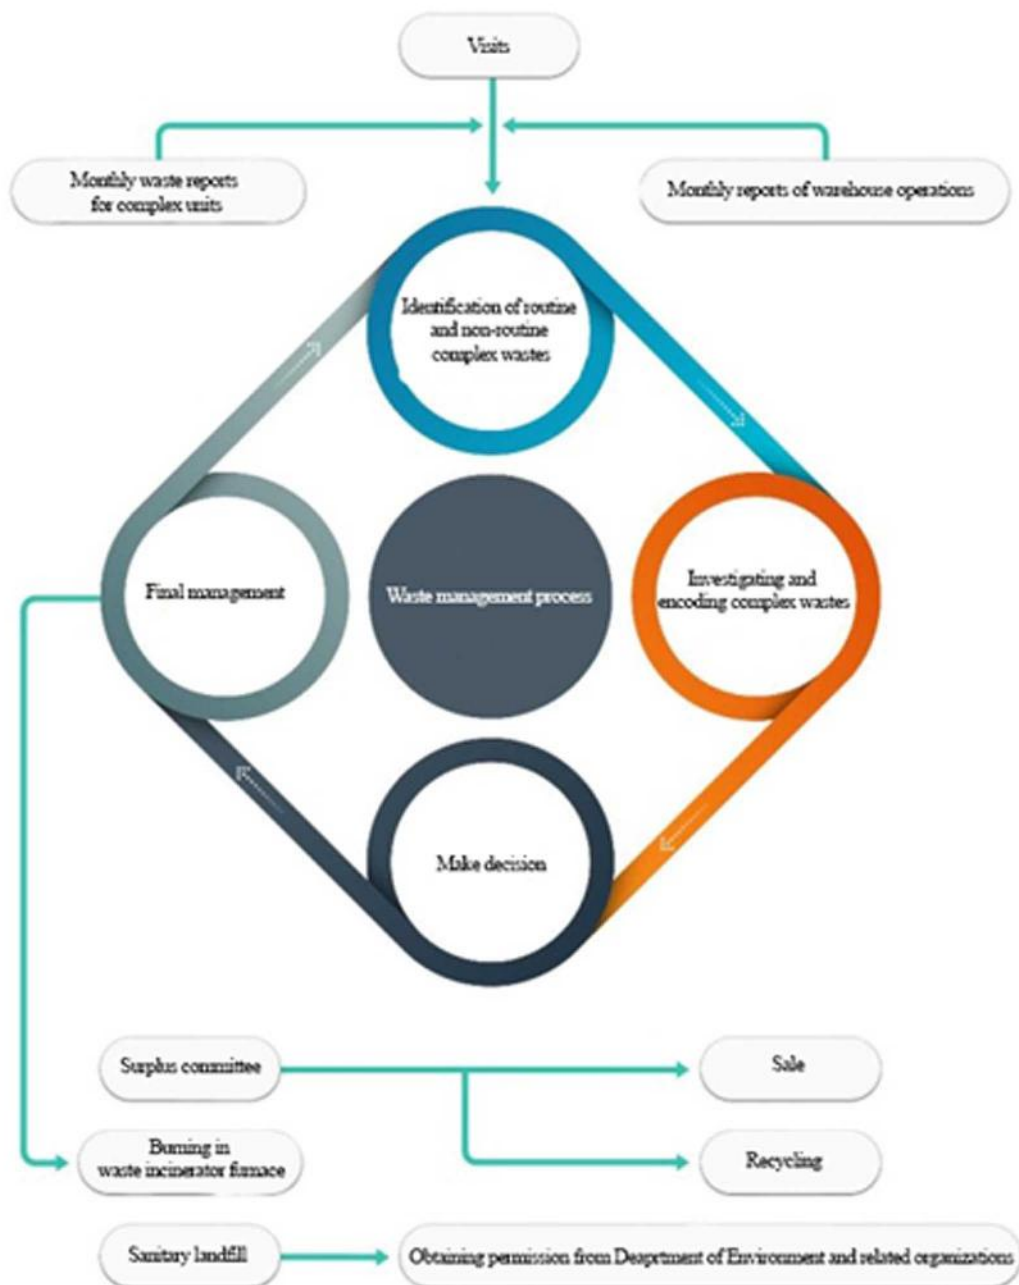 Visits
Monthly waste reports
for complex units
Monthly reports of warehouse operations
Identification of routine
and non-routine
complex wastes
Final management
Waste management process
Investigating and
encoding complex wastes
Make decision
Surplus committee
Sale
Burning in
waste incinerator furnace
Recycling
Sanitary landfill
Obtaining permission from Deaprtment of Environment and related organizations